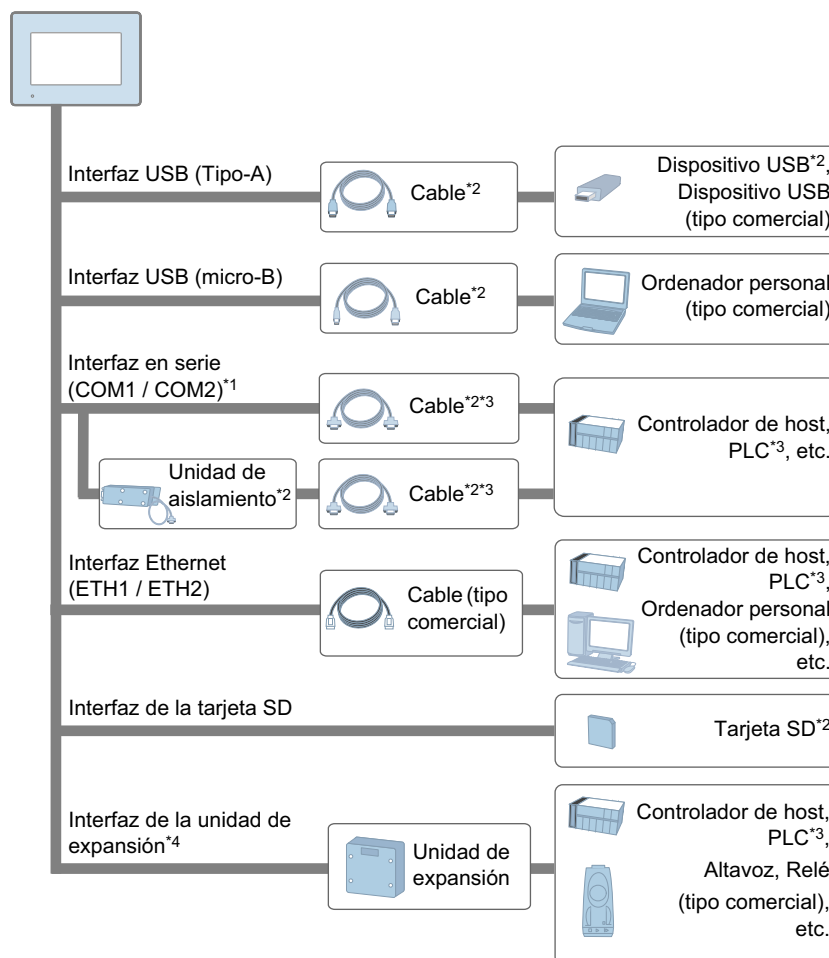 Interfaz USB (Tipo-A)
Cable*2
Dispositivo USB*2,
Dispositivo USB
(tipo comercial)
Interfaz USB (micro-B)
Cable*2
Ordenador personal
(tipo comercial)
Interfaz en serie
(COM1 / COM2)*1
Cable*2*3
Controlador de host,
PLC*3, etc.
Unidad de
aislamiento*2
Cable*2*3
Interfaz Ethernet
(ETH1 / ETH2)
Cable (tipo
comercial)
Controlador de host,
PLC*3,
Ordenador personal
(tipo comercial),
etc.
Interfaz de la tarjeta SD
Tarjeta SD*2
Interfaz de la unidad de
expansión*4
Unidad de
expansión
Controlador de host,
PLC*3,
Altavoz, Relé
(tipo comercial),
etc.